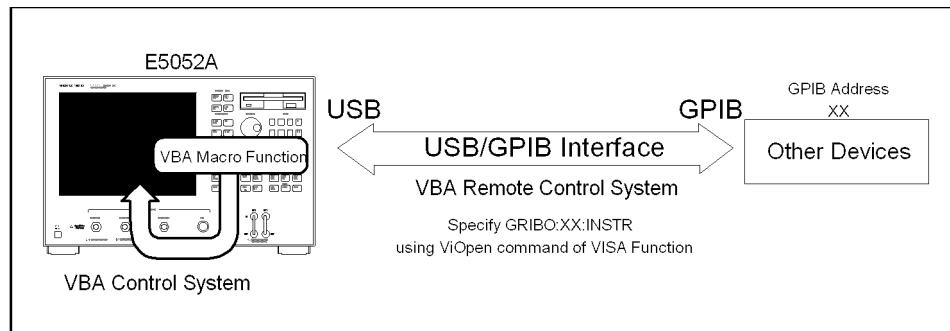 E5052A
VBA Macro Function
VBA Control System
USB
GPIB
USB/GPIB Interface
VBA Remote Control System
Specify GRIBO:XX:INSTR
using ViOpen command of VISA Function
GPIB Address
XX
Other Devices